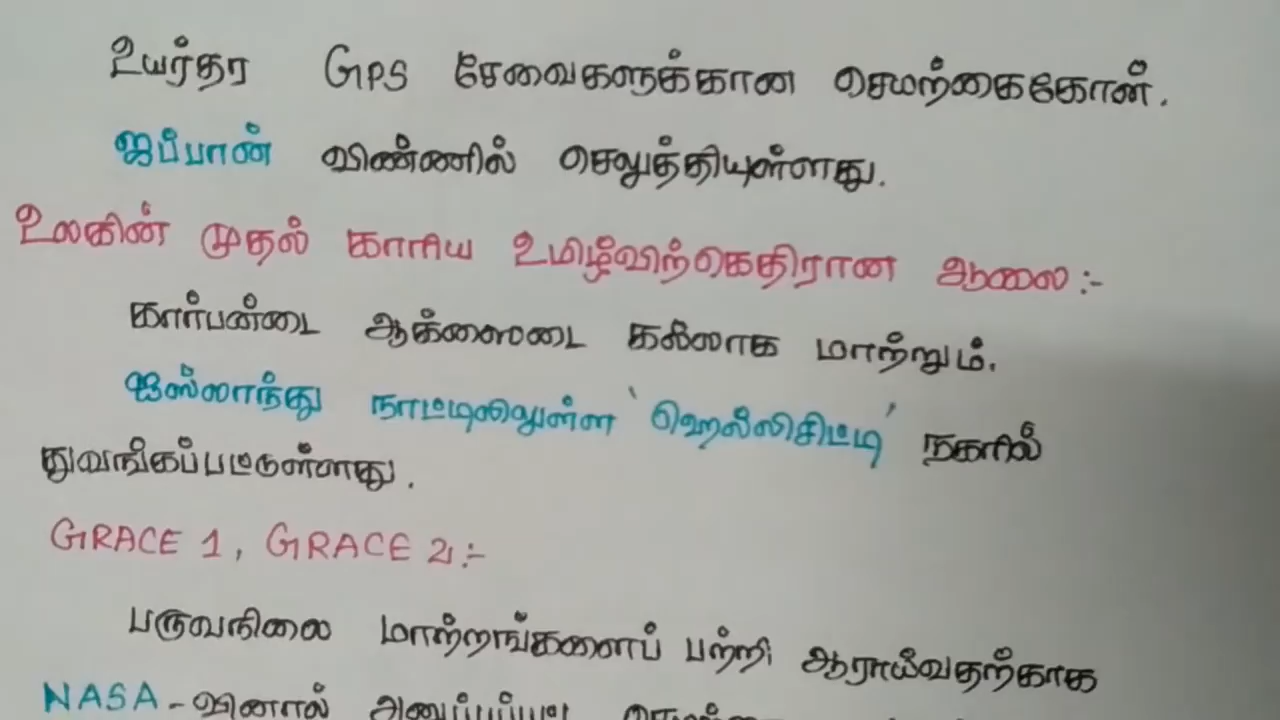 உயர்தர GPS சேவைகளுக்கான செயற்கைகோள்.
ஜப்பான் விண்ணில் செலுத்தியுள்ளது.
உலகின் முதல் காரிய உமிழ்விற்கெதிரான ஆலை :-
கார்பன்டை ஆக்ஸைடை கல்லாக மாற்றும்.
ஐஸ்லாந்து நாட்டிலுள்ள 'ஹெல்லிசிட்டி' நகரில்
துவங்கப்பட்டுள்ளது.
GRACE 1, GRACE 2 :-
பருவநிலை மாற்றங்களைப் பற்றி ஆராய்வதற்காக
NASA - வினால்